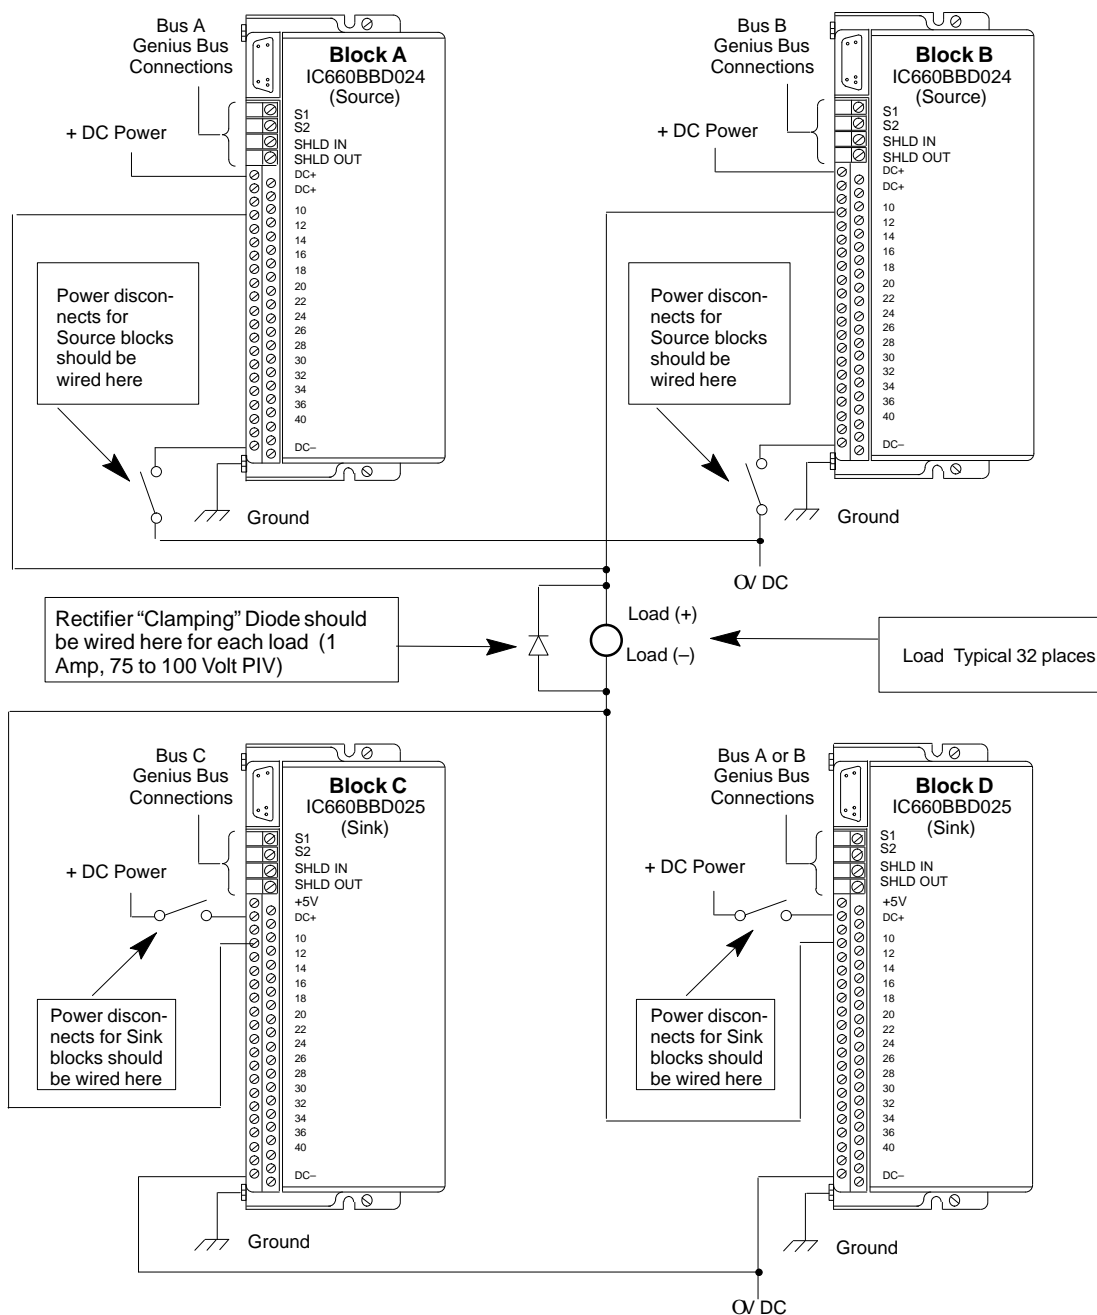 Bus A
Genius Bus
Connections
Block A
IC660BBD024
(Source)
+ DC Power
S1
S2
SHLD IN
SHLD OUT
DC+
DC+
10
12
14
16
18
20
22
24
26
28
30
32
34
36
40
DC–
Power discon-
nects for
Source blocks
should be
wired here
Ground
Bus B
Genius Bus
Connections
Block B
IC660BBD024
(Source)
+ DC Power
S1
S2
SHLD IN
SHLD OUT
DC+
DC+
10
12
14
16
18
20
22
24
26
28
30
32
34
36
40
DC–
Power discon-
nects for
Source blocks
should be
wired here
Ground
0V DC
Rectifier “Clamping” Diode should
be wired here for each load (1
Amp, 75 to 100 Volt PIV)
Load (+)
Load (–)
Load Typical 32 places
Bus C
Genius Bus
Connections
Block C
IC660BBD025
(Sink)
+ DC Power
S1
S2
SHLD IN
SHLD OUT
+5V
DC+
10
12
14
16
18
20
22
24
26
28
30
32
34
36
40
DC–
Power discon-
nects for Sink
blocks should
be wired here
Ground
Bus A or B
Genius Bus
Connections
Block D
IC660BBD025
(Sink)
+ DC Power
S1
S2
SHLD IN
SHLD OUT
+5V
DC+
10
12
14
16
18
20
22
24
26
28
30
32
34
36
40
DC–
Power discon-
nects for Sink
blocks should
be wired here
Ground
0V DC